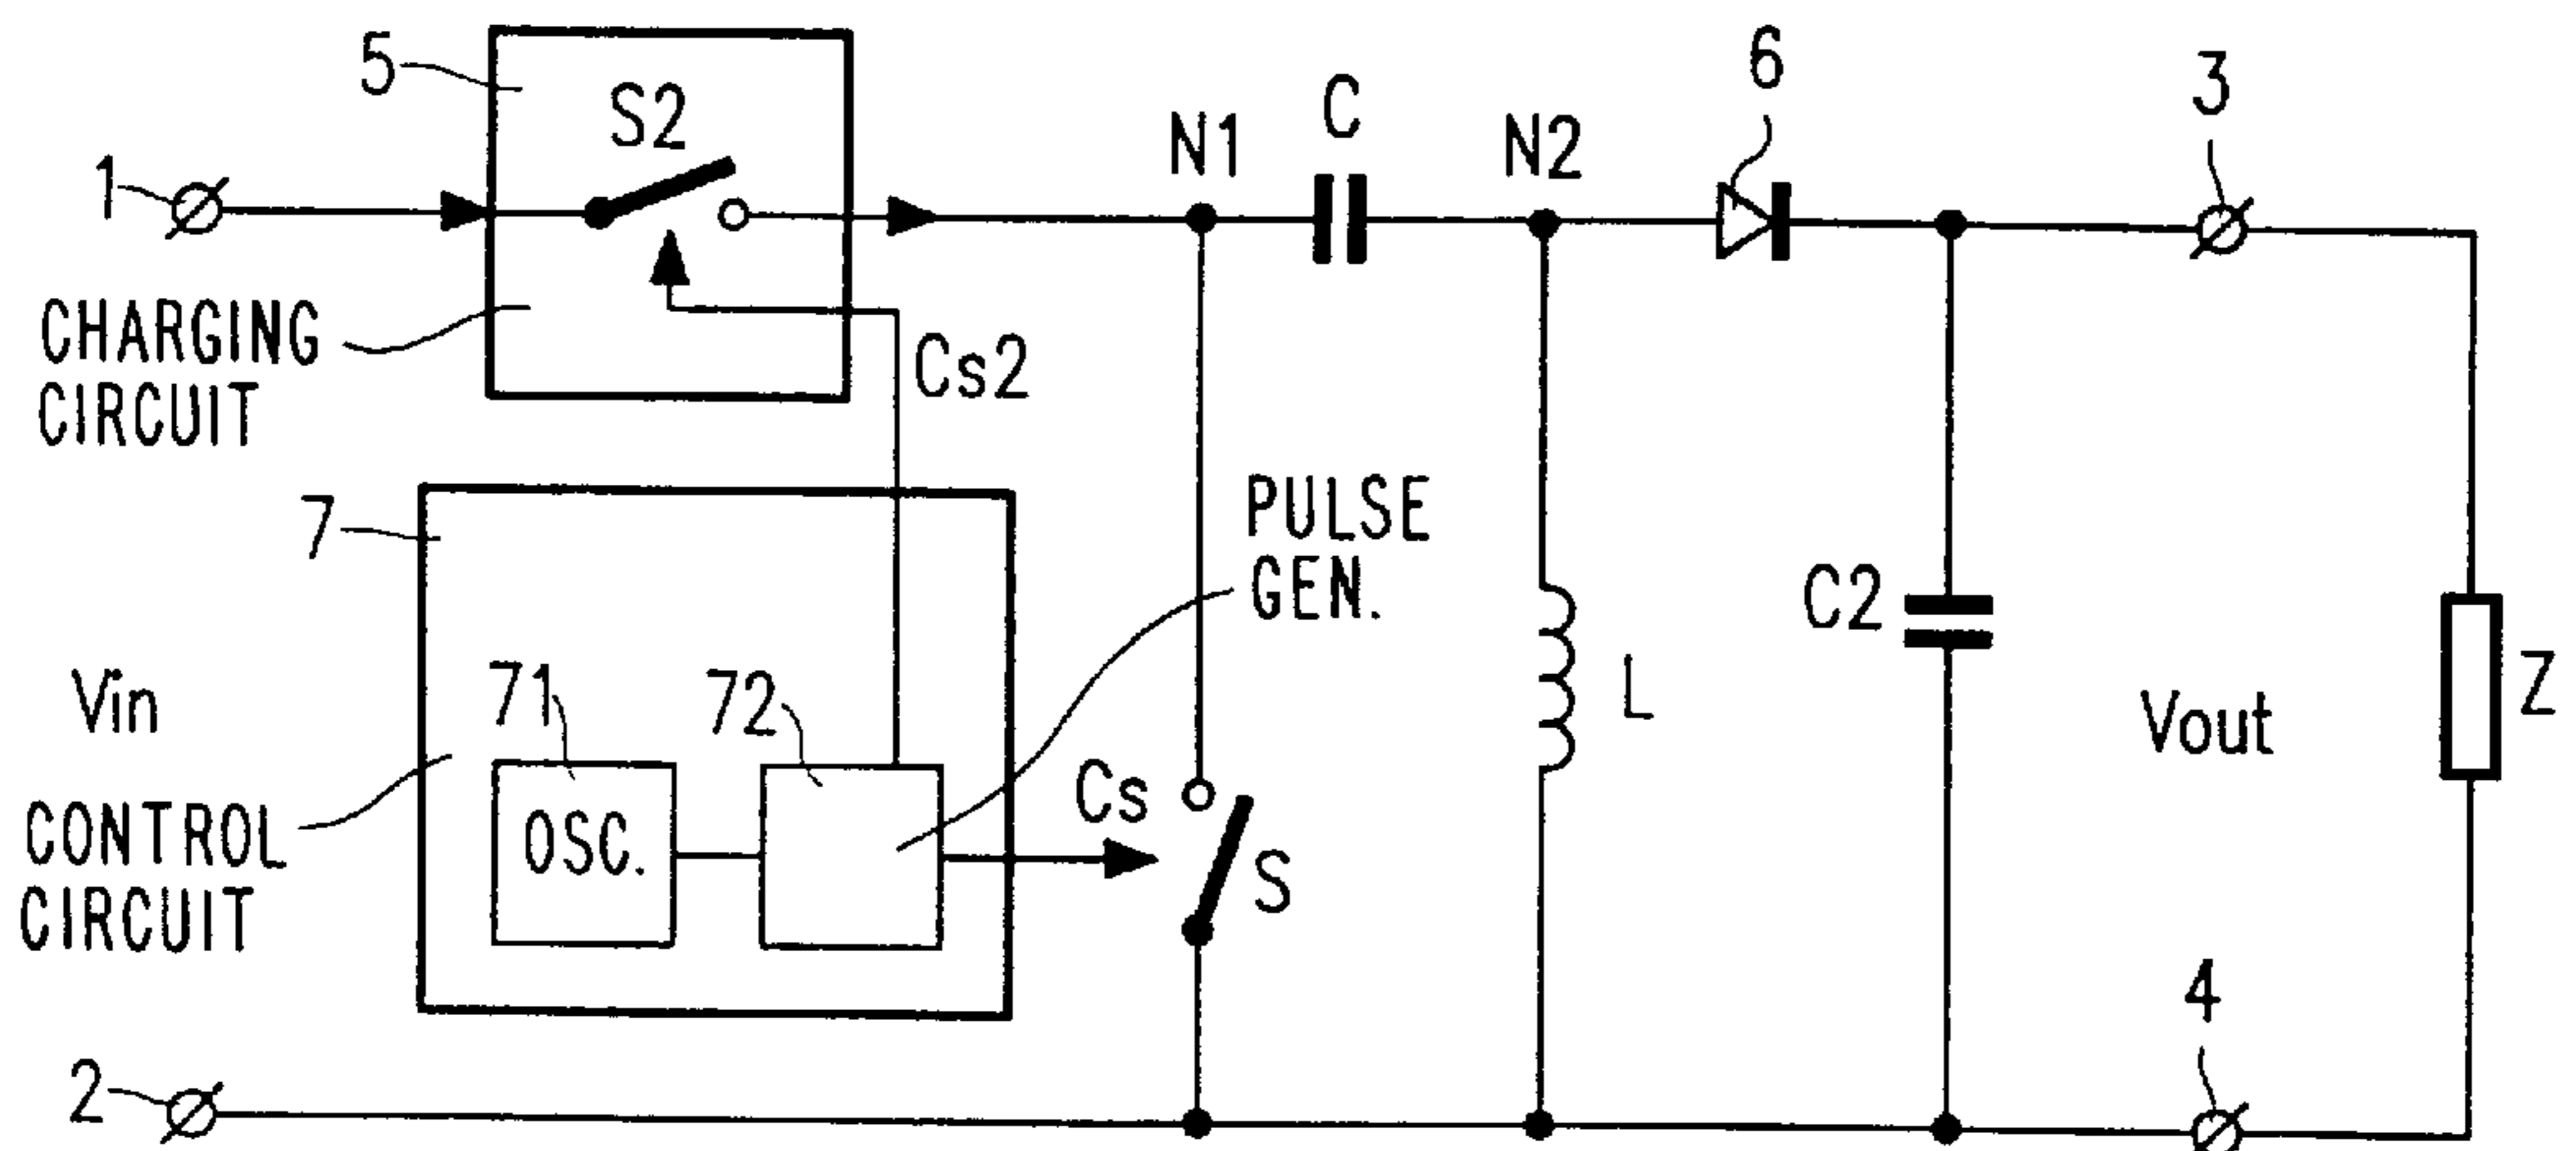 5
S2
1
N1
C
N2
6
3
CHARGING
CIRCUIT
Cs2
7
PULSE
GEN.
C2
L
Z
Vin
71
72
Vout
CONTROL
CIRCUIT
OSC.
Cs
S
2
4